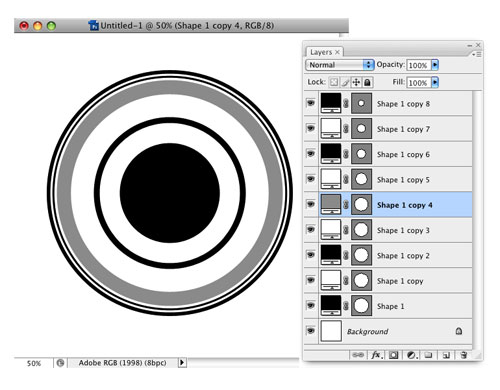 Untitled-1 @ 50% (Shape 1 copy 4, RGB/8)
Layers ×
Normal Opacity: 100%
Lock: Fill: 100%
Shape 1 copy 8
Shape 1 copy 7
Shape 1 copy 6
Shape 1 copy 5
Shape 1 copy 4
Shape 1 copy 3
Shape 1 copy 2
Shape 1 copy
Shape 1
Background
fx.
50% Adobe RGB (1998) (8bpc)